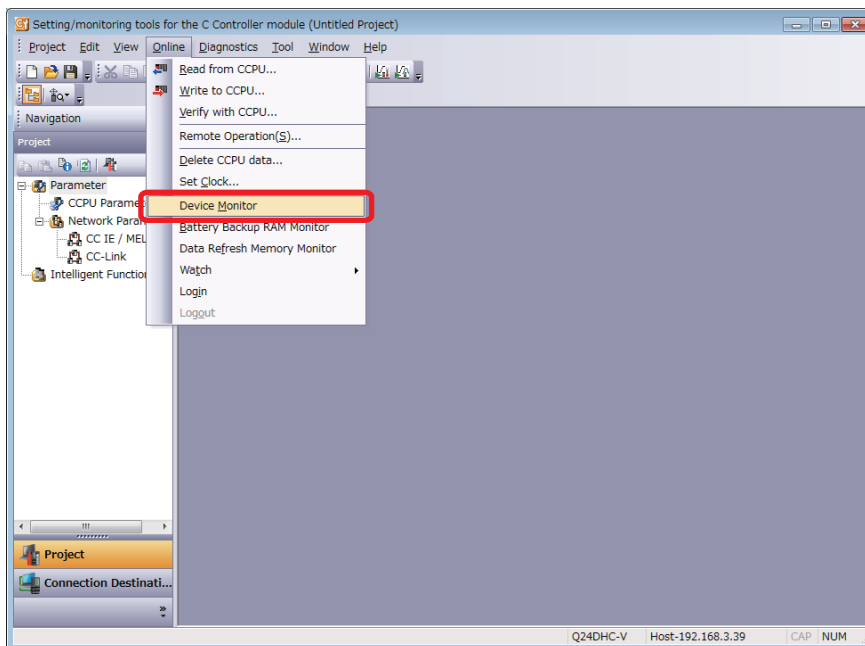 Setting/monitoring tools for the C Controller module (Untitled Project)
Project Edit View Online Diagnostics Tool Window Help
Read from CCPU...
Write to CCPU...
Verify with CCPU...
Remote Operation(S)...
Delete CCPU data...
Set Clock...
Device Monitor
Battery Backup RAM Monitor
Data Refresh Memory Monitor
Watch
Login
Logout
Navigation
Project
Parameter
CCPU Parame
Network Paran
CC IE / MEL
CC-Link
Intelligent Function
Project
Connection Destinati...
Q24DHC-V Host-192.168.3.39 CAP NUM